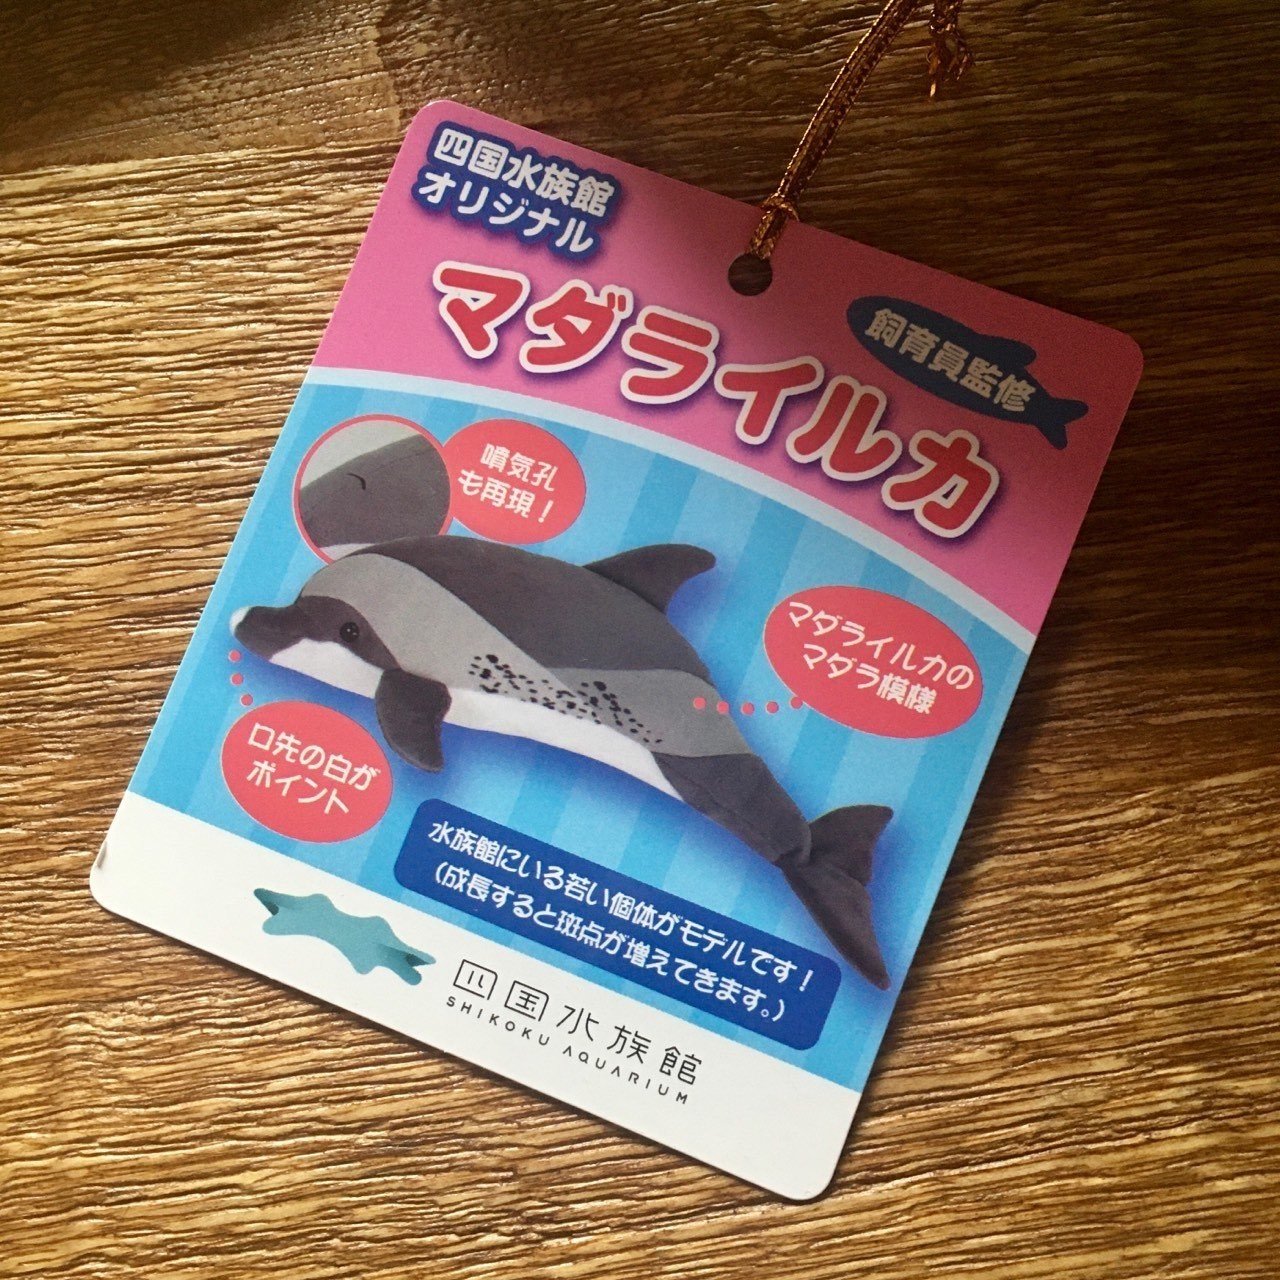 四国水族館
オリジナル
マダライルカ
飼育員監修
噴気孔
も再現！
マダライルカの
マダラ模様
口先の白が
ポイント
水族館にいる若い個体がモデルです！
（成長すると斑点が増えてきます。）
四国水族館
SHIKOKU AQUARIUM